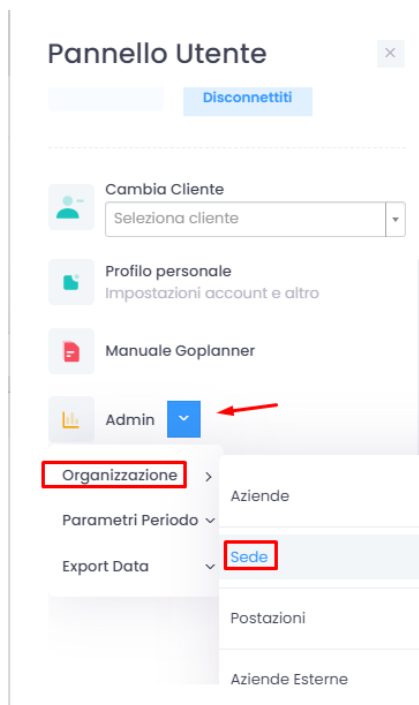 Pannello Utente
Disconnettiti
Cambia Cliente
Seleziona cliente
Profilo personale
Impostazioni account e altro
Manuale Goplanner
Admin
Organizzazione
Aziende
Parametri Periodo
Sede
Export Data
Postazioni
Aziende Esterne